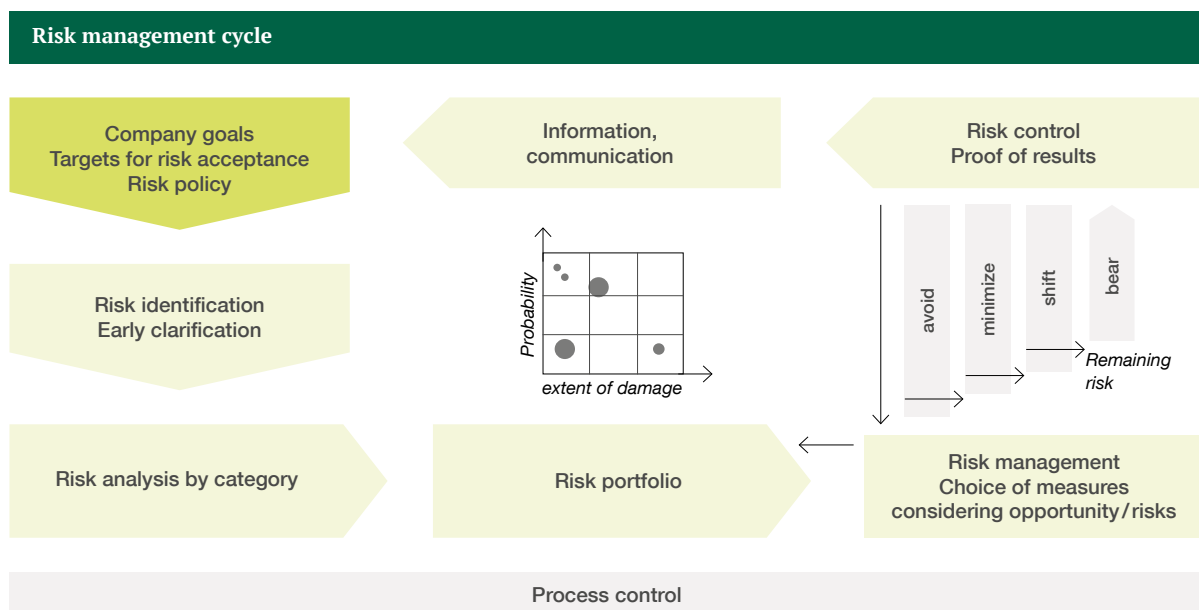 Risk management cycle
Company goals
Targets for risk acceptance
Risk policy
Information,
communication
Risk control
Proof of results
Risk identification
Early clarification
Probability
extent of damage
avoid
minimize
shift
bear
Remaining
risk
Risk analysis by category
Risk portfolio
Risk management
Choice of measures
considering opportunity/risks
Process control